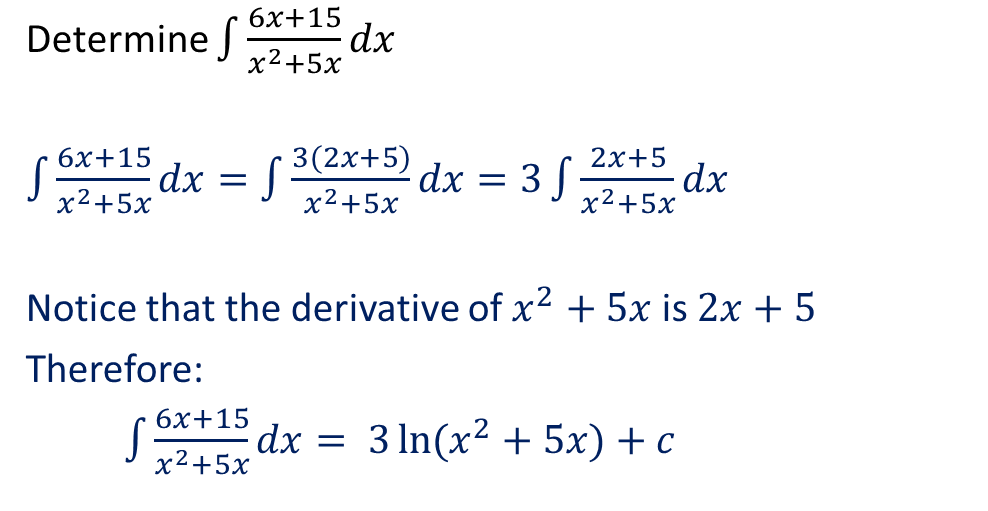 Determine ∫ (6x+15)/(x²+5x) dx
∫ (6x+15)/(x²+5x) dx = ∫ 3(2x+5)/(x²+5x) dx = 3 ∫ (2x+5)/(x²+5x) dx
Notice that the derivative of x² + 5x is 2x + 5
Therefore:
∫ (6x+15)/(x²+5x) dx = 3 ln(x² + 5x) + c